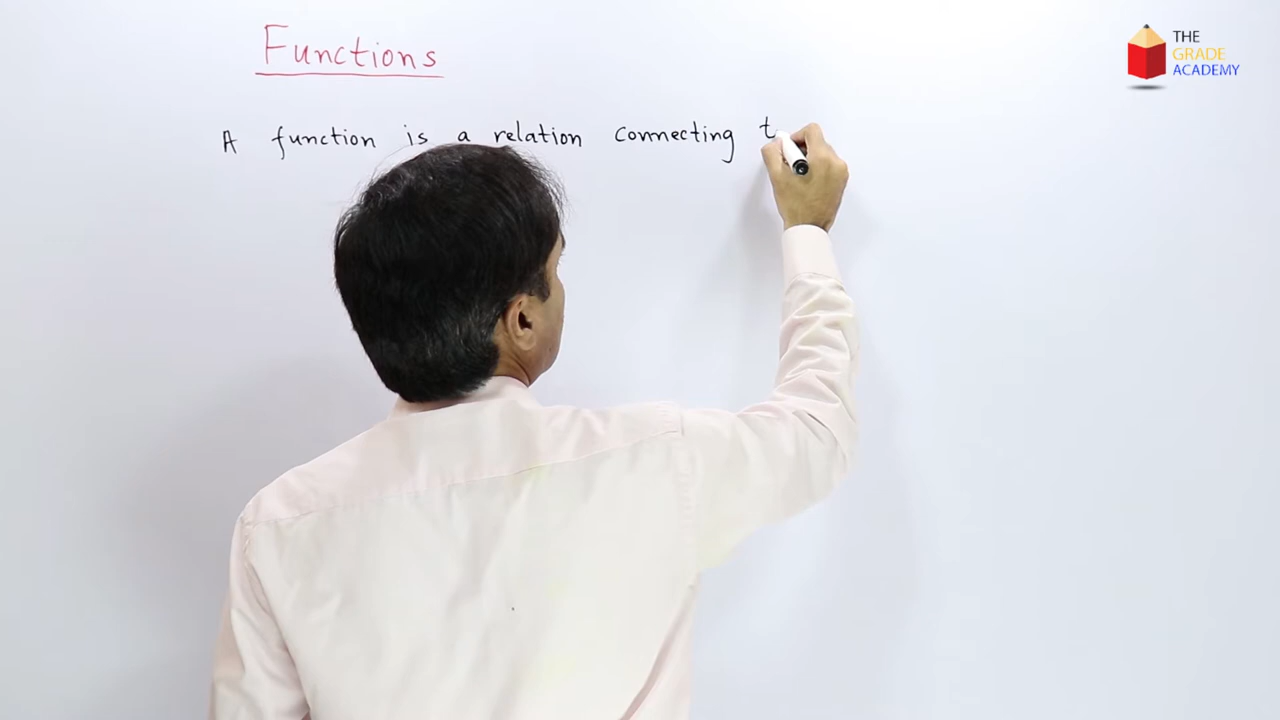 Functions
A function is a relation connecting t
THE
GRADE
ACADEMY